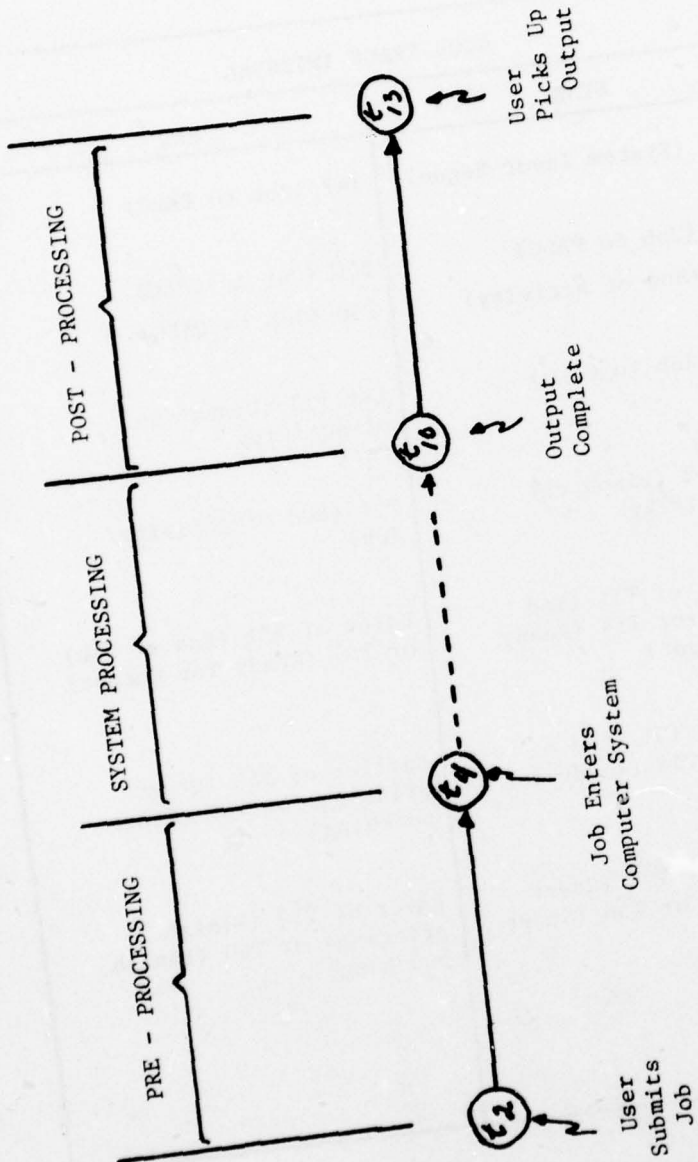 PRE - PROCESSING
SYSTEM PROCESSING
POST - PROCESSING
t2
t4
t10
t13
User
Submits
Job
Job Enters
Computer System
Output
Complete
User
Picks Up
Output